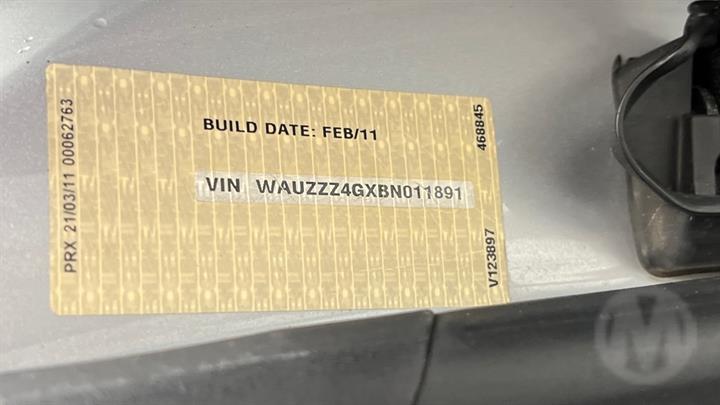 BUILD DATE: FEB/11
VIN WAUZZZ4GXBN011891
PRX 21/03/11 00062763
468845
V123897
M